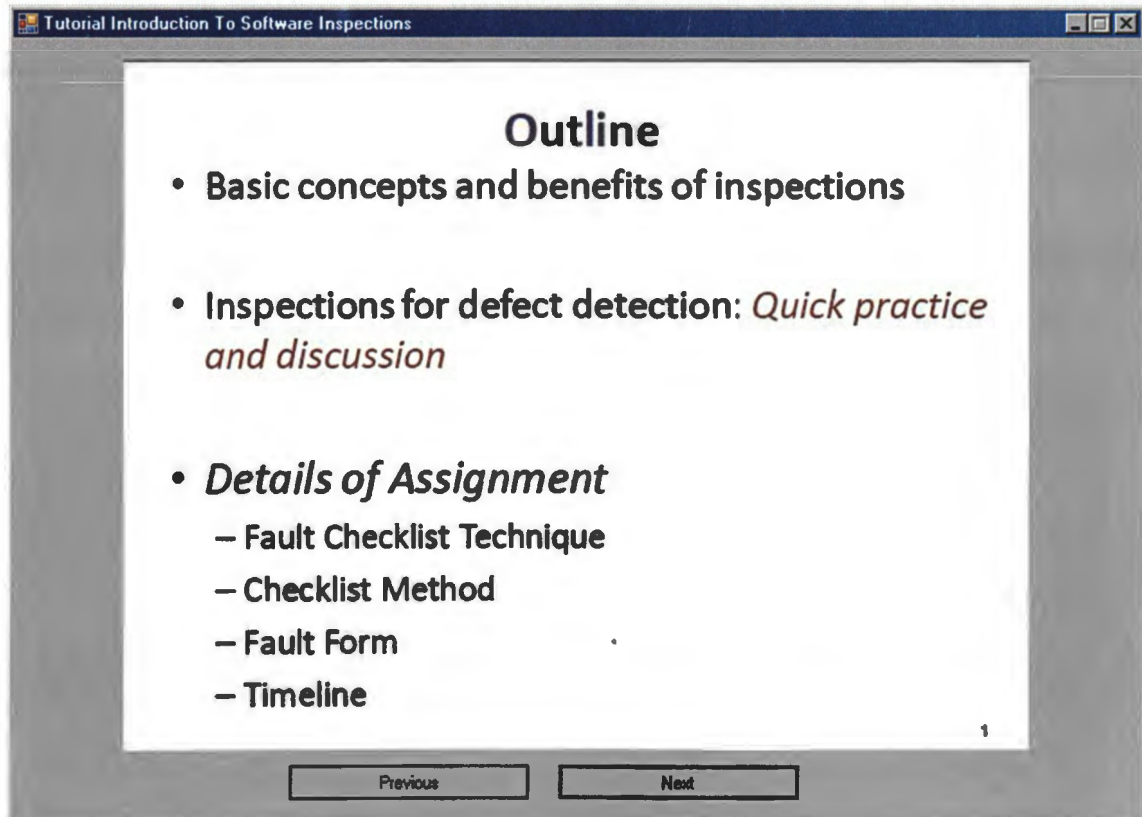 Tutorial Introduction To Software Inspections
Outline
• Basic concepts and benefits of inspections
• Inspections for defect detection: Quick practice
and discussion
• Details of Assignment
– Fault Checklist Technique
– Checklist Method
– Fault Form
– Timeline
1
Previous
Next